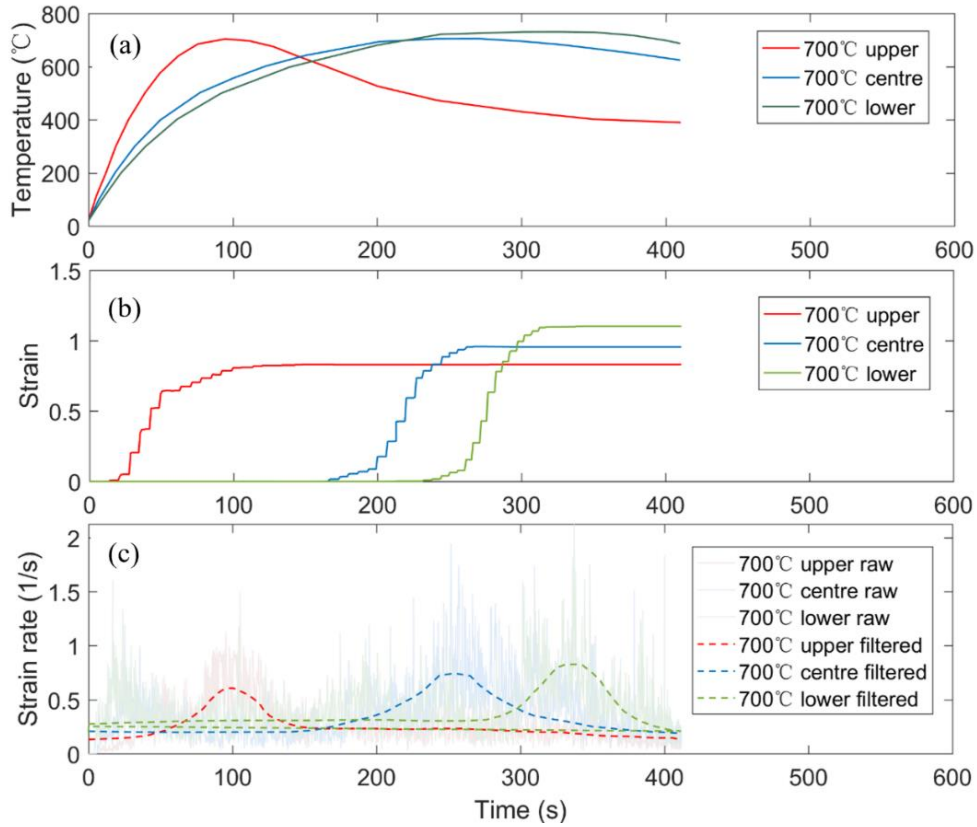 800
600
400
200
0
Temperature (℃)
(a)
700℃ upper
700℃ centre
700℃ lower
0 100 200 300 400 500 600
1.5
1
0.5
0
Strain
(b)
700℃ upper
700℃ centre
700℃ lower
0 100 200 300 400 500 600
2
1.5
1
0.5
0
Strain rate (1/s)
(c)
700℃ upper raw
700℃ centre raw
700℃ lower raw
700℃ upper filtered
700℃ centre filtered
700℃ lower filtered
0 100 200 300 400 500 600
Time (s)